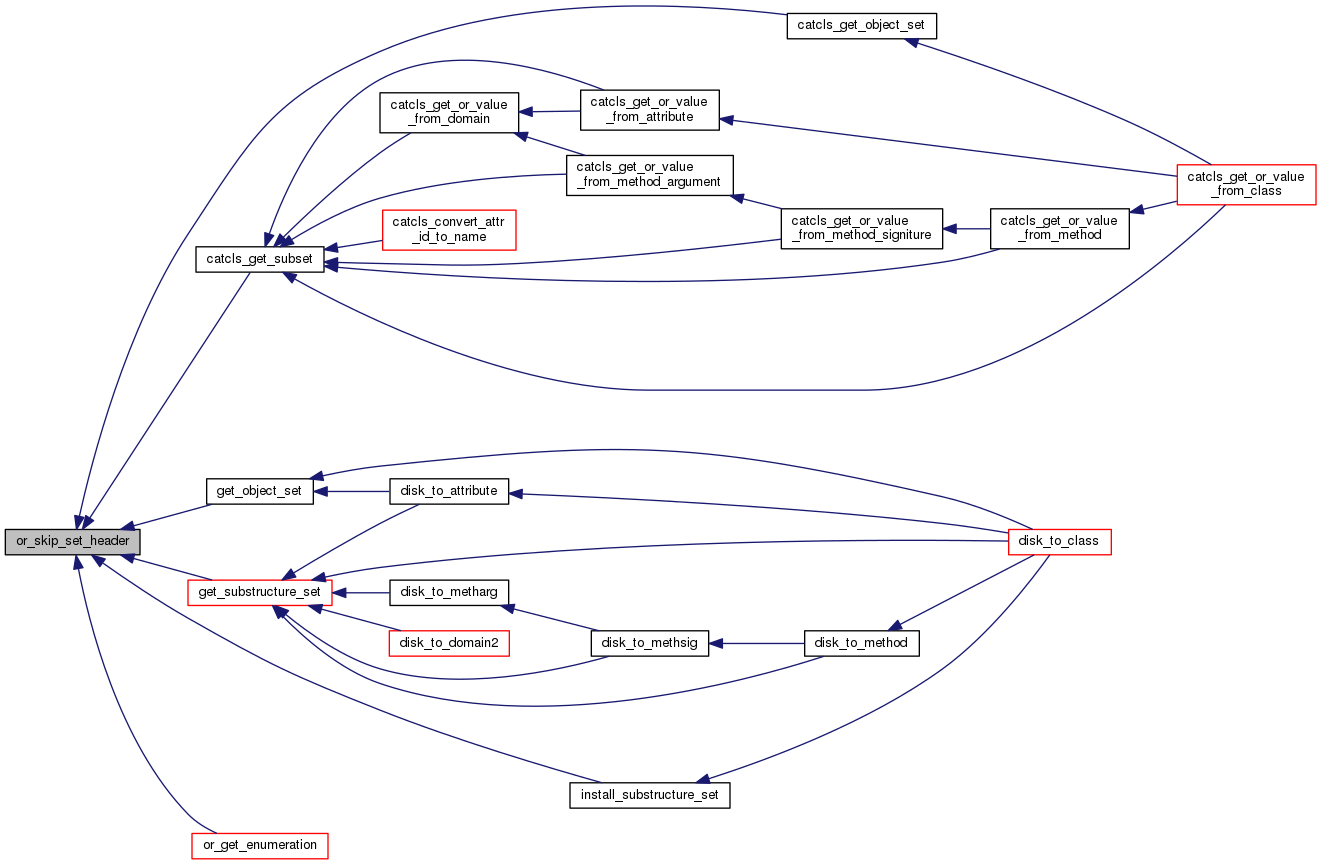 catcls_get_object_set
catcls_get_or_value
_from_domain
catcls_get_or_value
_from_attribute
catcls_get_or_value
_from_method_argument
catcls_get_or_value
_from_class
catcls_convert_attr
_id_to_name
catcls_get_or_value
_from_method_signiture
catcls_get_or_value
_from_method
catcls_get_subset
get_object_set
disk_to_attribute
or_skip_set_header
disk_to_class
get_substructure_set
disk_to_metharg
disk_to_domain2
disk_to_methsig
disk_to_method
install_substructure_set
or_get_enumeration